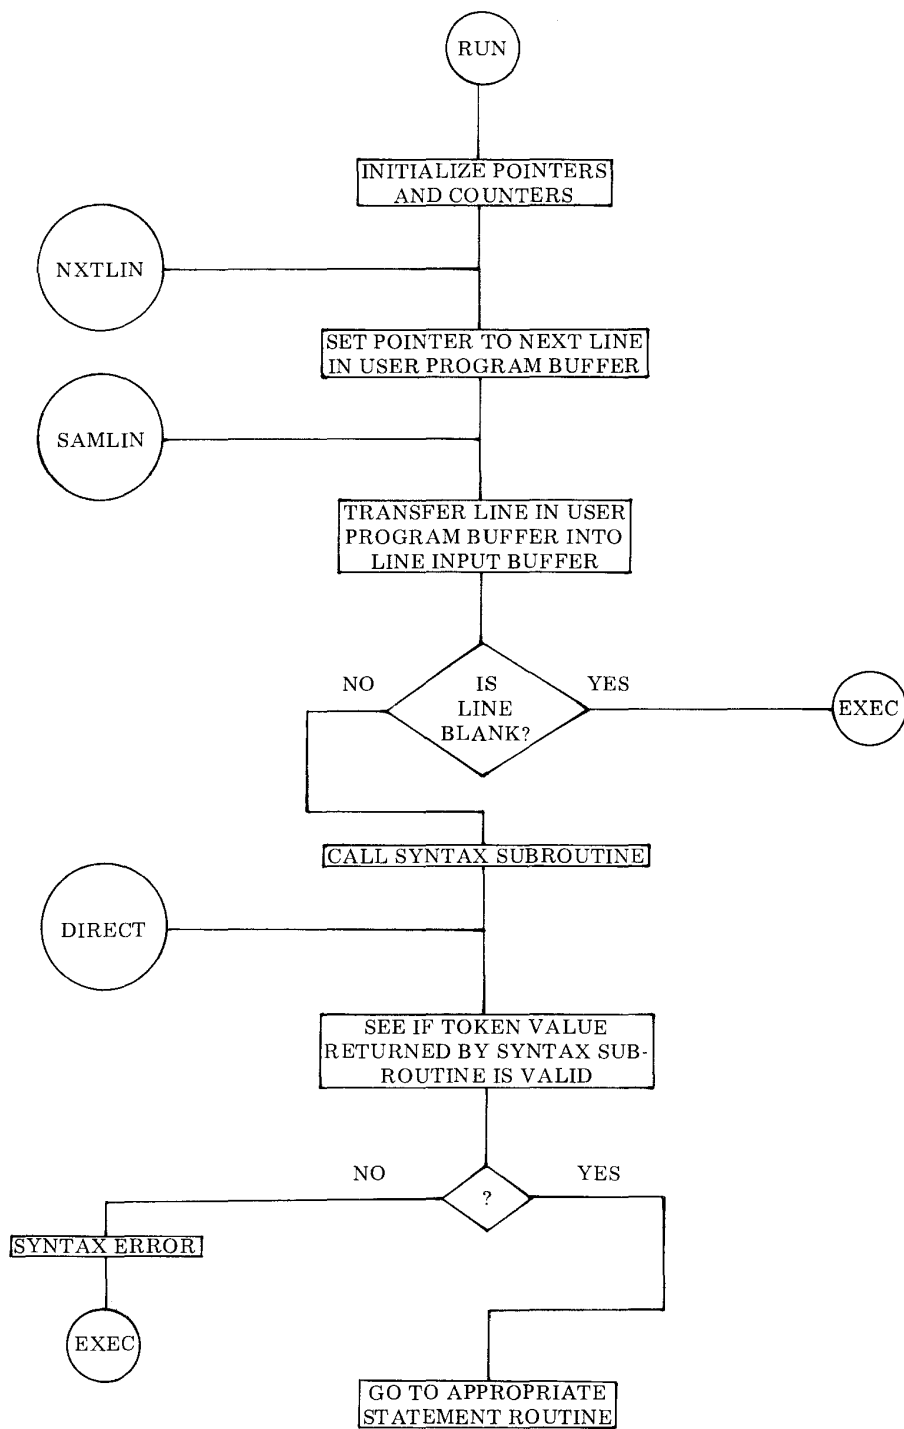 RUN
INITIALIZE POINTERS
AND COUNTERS
NXTLIN
SET POINTER TO NEXT LINE
IN USER PROGRAM BUFFER
SAMLIN
TRANSFER LINE IN USER
PROGRAM BUFFER INTO
LINE INPUT BUFFER
NO
IS
LINE
BLANK?
YES
EXEC
CALL SYNTAX SUBROUTINE
DIRECT
SEE IF TOKEN VALUE
RETURNED BY SYNTAX SUB-
ROUTINE IS VALID
NO
?
YES
SYNTAX ERROR
EXEC
GO TO APPROPRIATE
STATEMENT ROUTINE